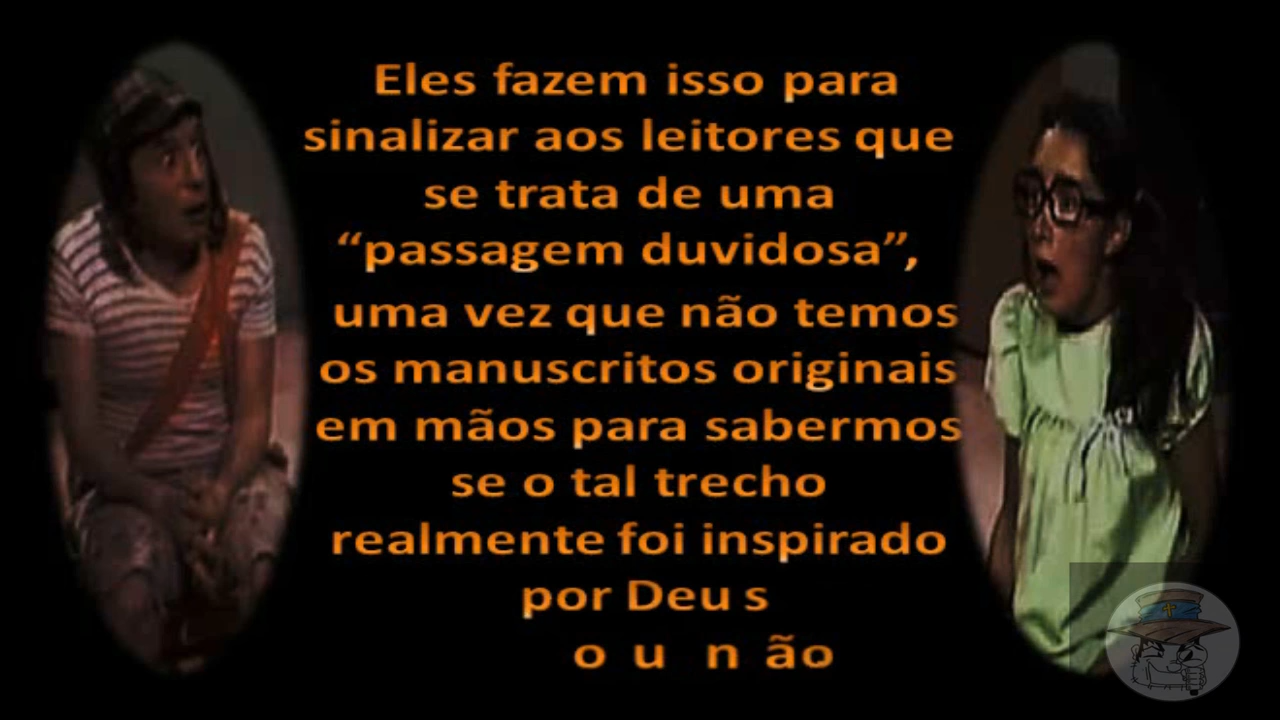 Eles fazem isso para
sinalizar aos leitores que
se trata de uma
“passagem duvidosa”,
uma vez que não temos
os manuscritos originais
em mãos para sabermos
se o tal trecho
realmente foi inspirado
por Deu s
o u n ão